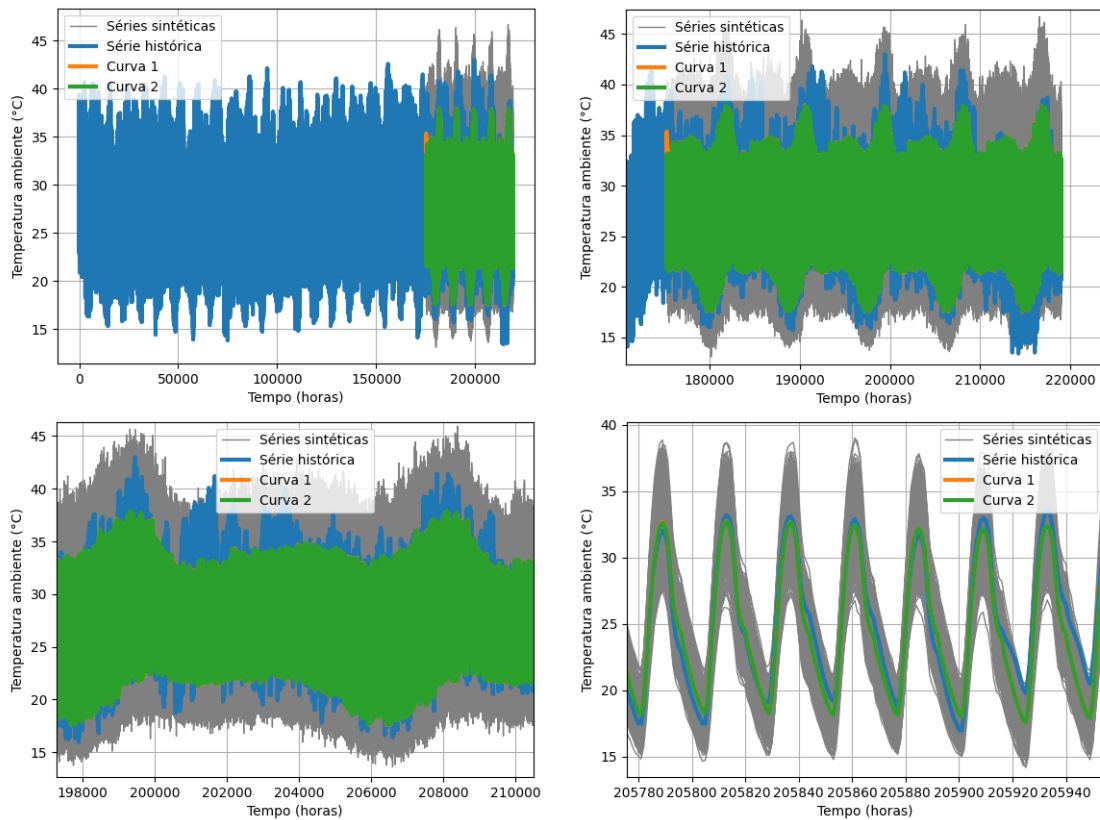 Séries sintéticas
Série histórica
Curva 1
Curva 2
Temperatura ambiente (°C)
45
40
35
30
25
20
15
0 50000 100000 150000 200000
Tempo (horas)
Séries sintéticas
Série histórica
Curva 1
Curva 2
Temperatura ambiente (°C)
45
40
35
30
25
20
15
180000 190000 200000 210000 220000
Tempo (horas)
Séries sintéticas
Série histórica
Curva 1
Curva 2
Temperatura ambiente (°C)
45
40
35
30
25
20
15
198000 200000 202000 204000 206000 208000 210000
Tempo (horas)
Séries sintéticas
Série histórica
Curva 1
Curva 2
Temperatura ambiente (°C)
40
35
30
25
20
15
205780 205800 205820 205840 205860 205880 205900 205920 205940
Tempo (horas)